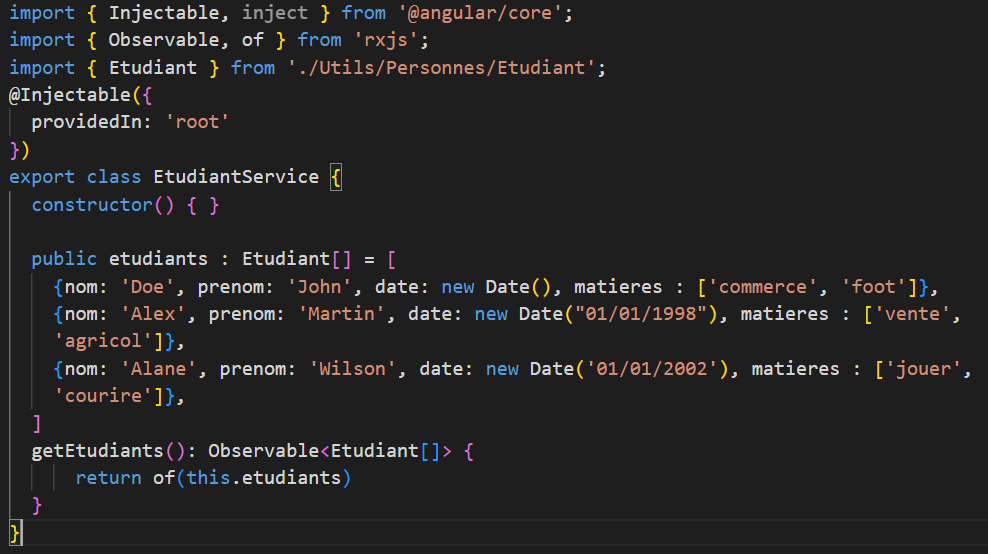 import { Injectable, inject } from '@angular/core';
import { Observable, of } from 'rxjs';
import { Etudiant } from './Utils/Personnes/Etudiant';
@Injectable({
  providedIn: 'root'
})
export class EtudiantService {
  constructor() { }

  public etudiants : Etudiant[] = [
    {nom: 'Doe', prenom: 'John', date: new Date(), matieres : ['commerce', 'foot']},
    {nom: 'Alex', prenom: 'Martin', date: new Date("01/01/1998"), matieres : ['vente',
    'agricol']},
    {nom: 'Alane', prenom: 'Wilson', date: new Date('01/01/2002'), matieres : ['jouer',
    'courire']},
  ]
  getEtudiants(): Observable<Etudiant[]> {
      return of(this.etudiants)
  }
}